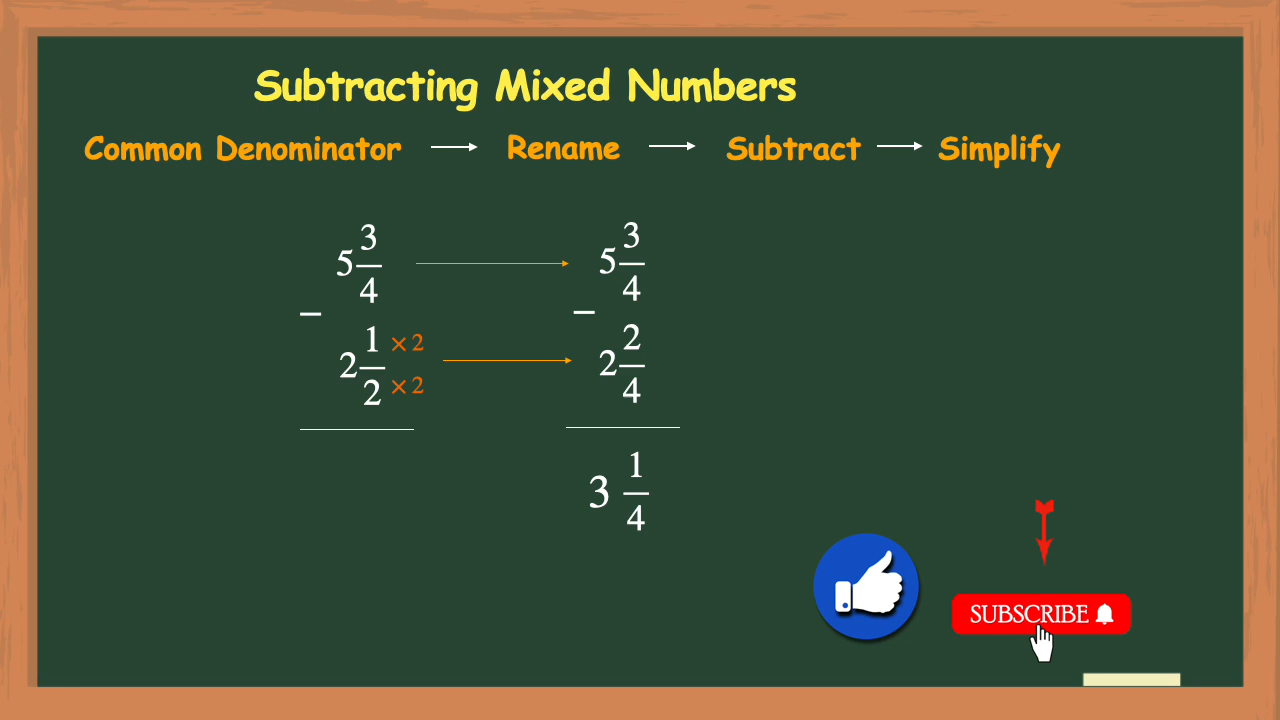 Subtracting Mixed Numbers
Common Denominator → Rename → Subtract → Simplify
5 3/4 → 5 3/4
− 2 1/2 ×2 ×2 → − 2 2/4
3 1/4
SUBSCRIBE